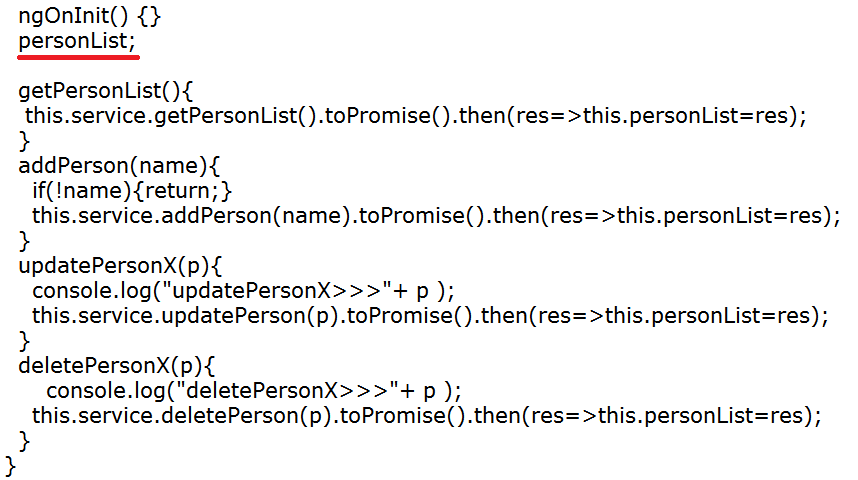 ngOnInit() {}
personList;
getPersonList(){
this.service.getPersonList().toPromise().then(res=>this.personList=res);
}
addPerson(name){
if(!name){return;}
this.service.addPerson(name).toPromise().then(res=>this.personList=res);
}
updatePersonX(p){
console.log("updatePersonX>>>"+ p );
this.service.updatePerson(p).toPromise().then(res=>this.personList=res);
}
deletePersonX(p){
console.log("deletePersonX>>>"+ p );
this.service.deletePerson(p).toPromise().then(res=>this.personList=res);
}
}